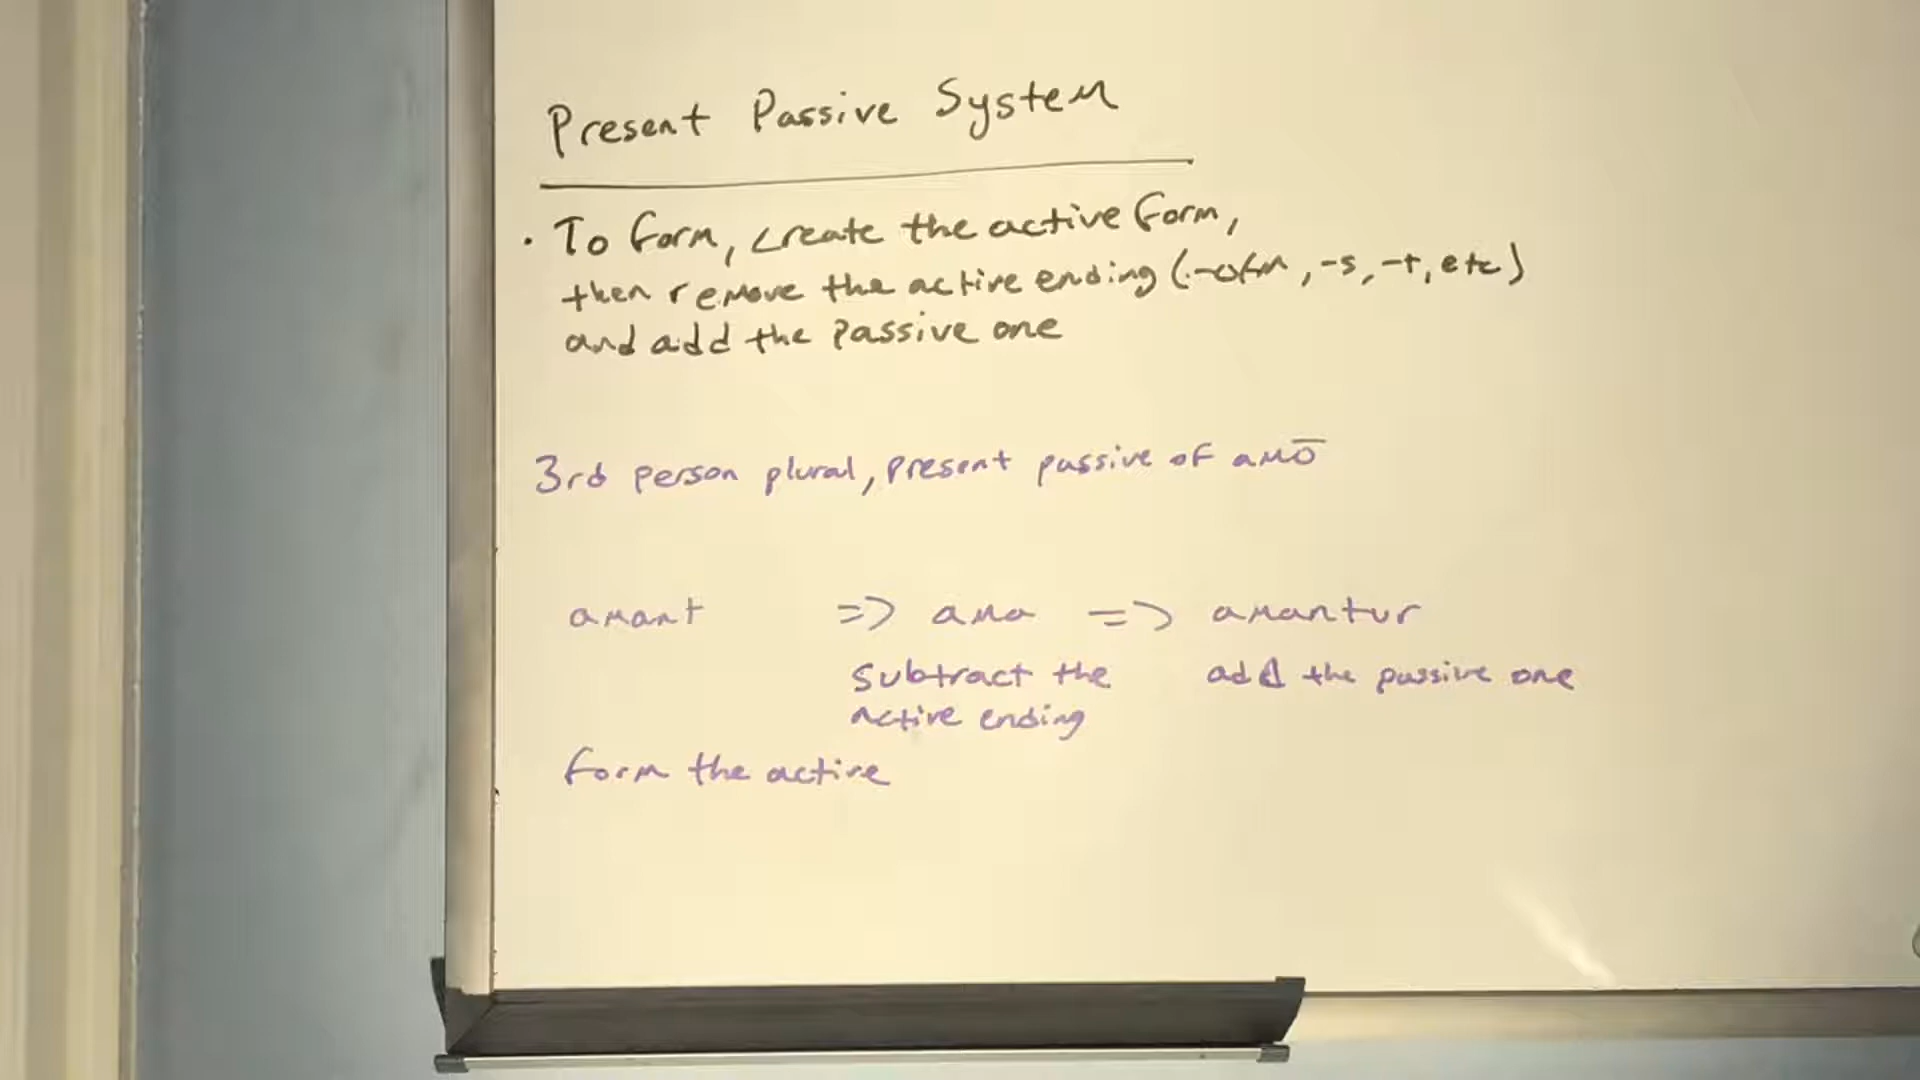 Present Passive System
· To form, create the active form,
then remove the active ending (-o/m, -s, -t, etc)
and add the passive one
3rd person plural, present passive of amō
amant => ama => amantur
subtract the add the passive one
active ending
form the active